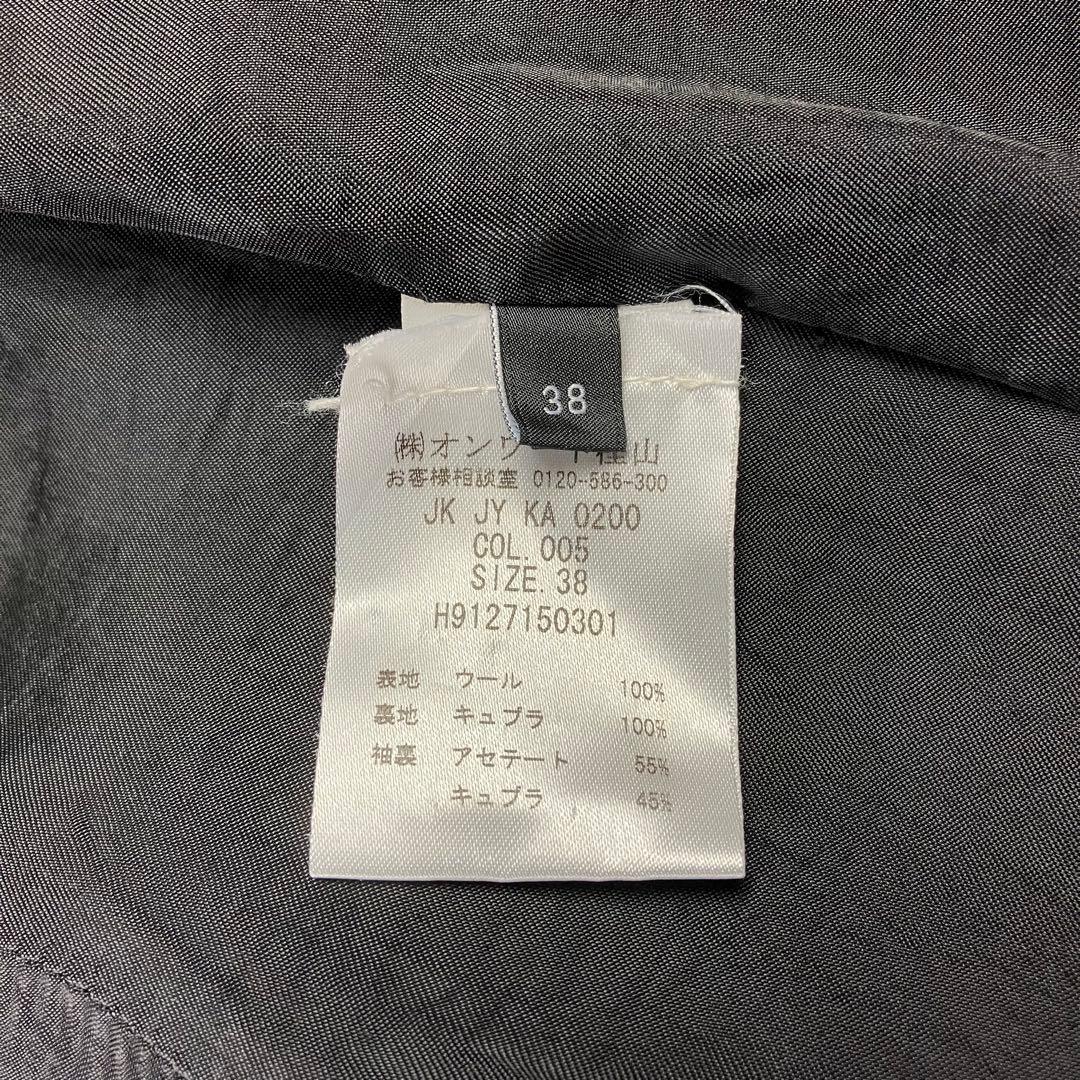 38
㈱オンワード樫山
お客様相談室 0120-586-300
JK JY KA 0200
COL.005
SIZE.38
H9127150301
表地 ウール 100%
裏地 キュプラ 100%
袖裏 アセテート 55%
キュプラ 45%